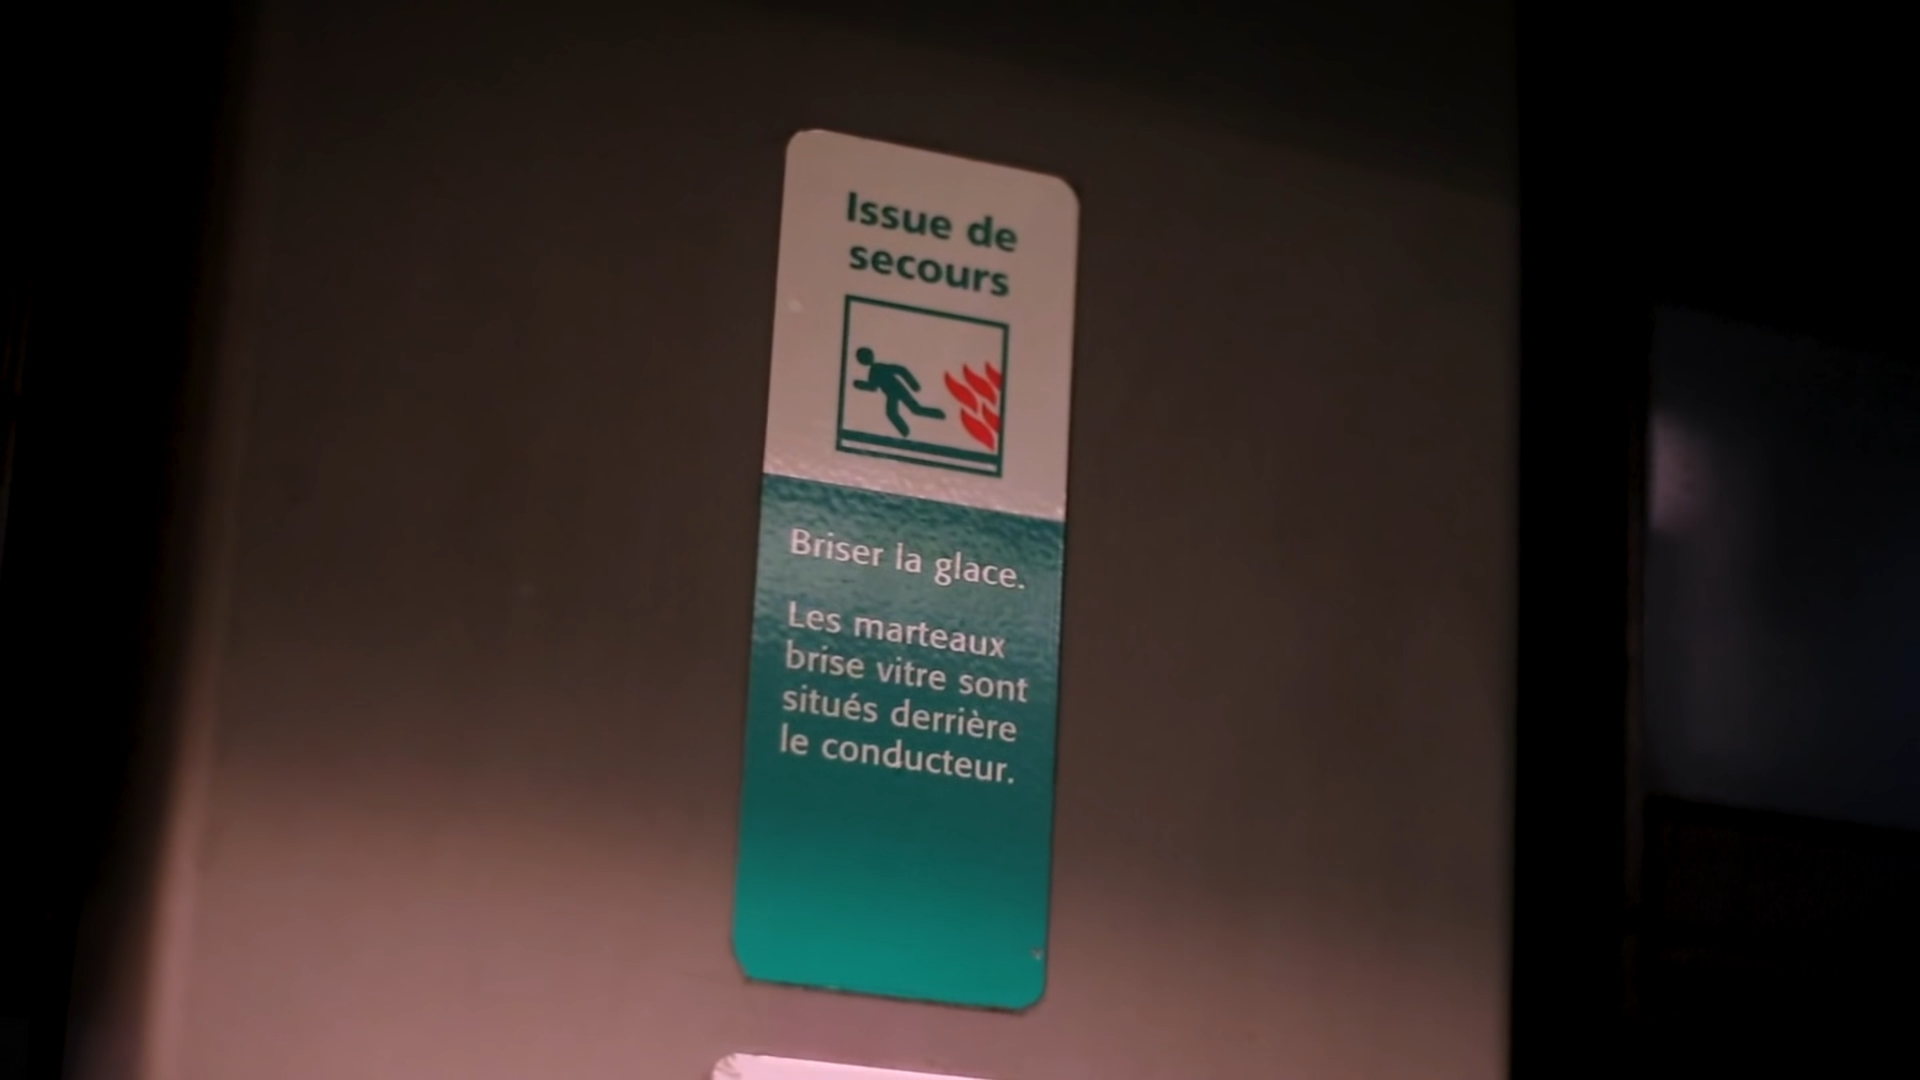 Issue de
secours
Briser la glace.
Les marteaux
brise vitre sont
situés derrière
le conducteur.